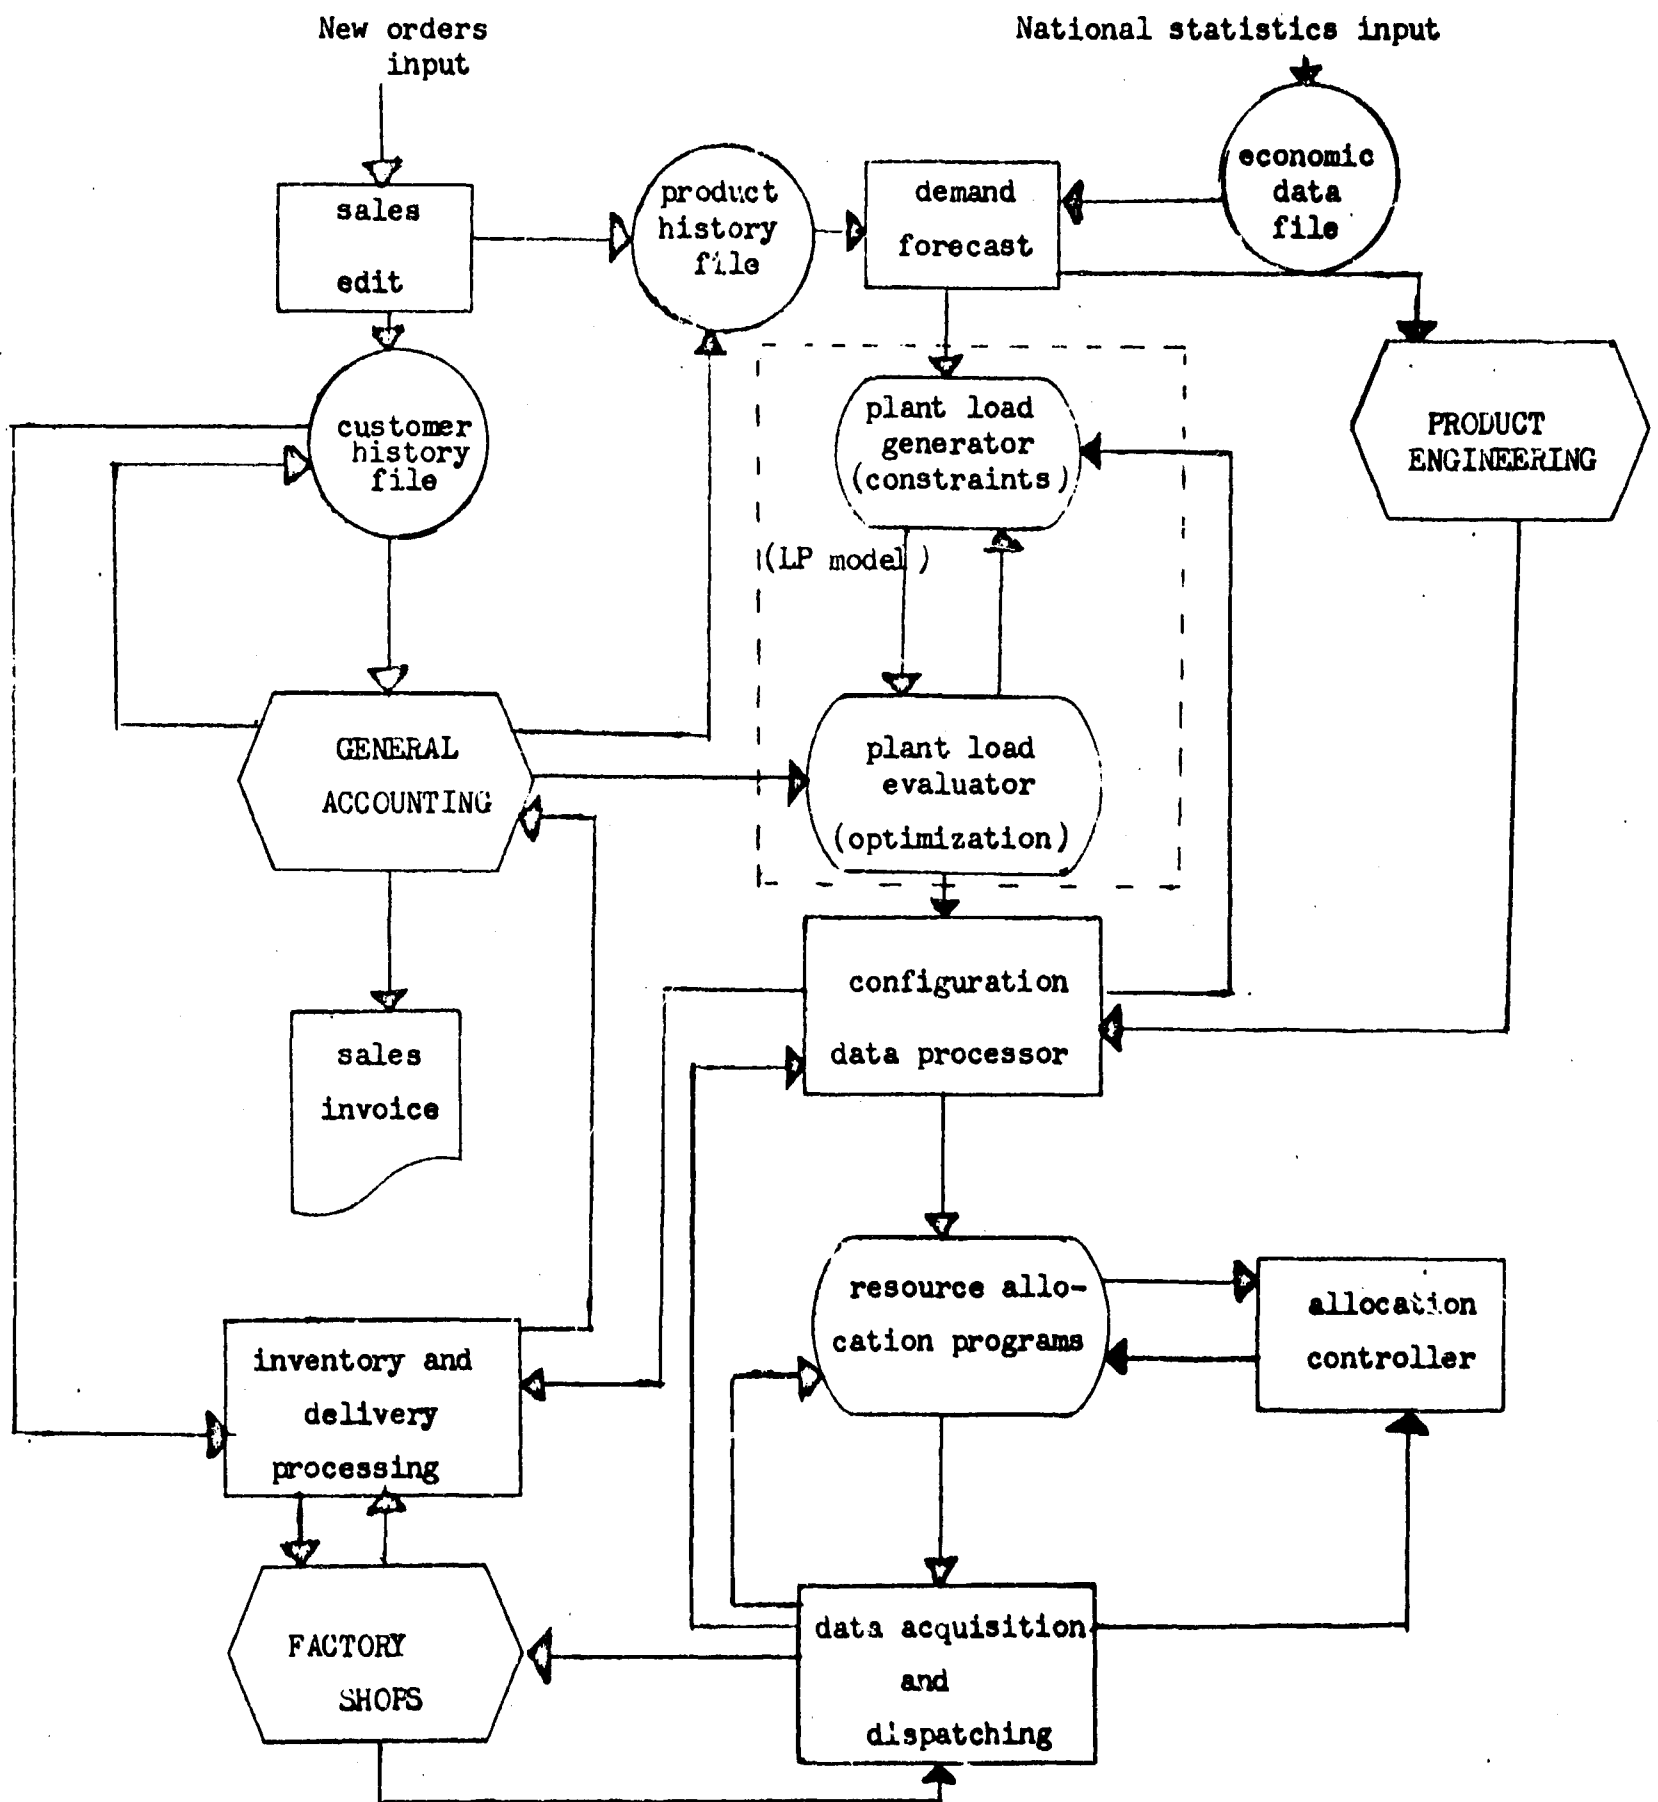 New orders
input
National statistics input
sales
edit
product
history
file
demand
forecast
economic
data
file
customer
history
file
plant load
generator
(constraints)
PRODUCT
ENGINEERING
(LP model)
GENERAL
ACCOUNTING
plant load
evaluator
(optimization)
configuration
data processor
sales
invoice
resource allo-
cation programs
allocation
controller
inventory and
delivery
processing
FACTORY
SHOPS
data acquisition
and
dispatching